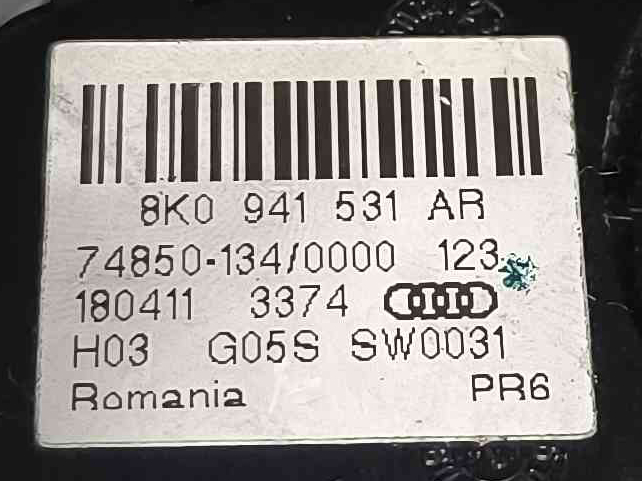 8K0 941 531 AR
74850-134/0000 123
180411 3374
H03 G05S SW0031
Romania PR6